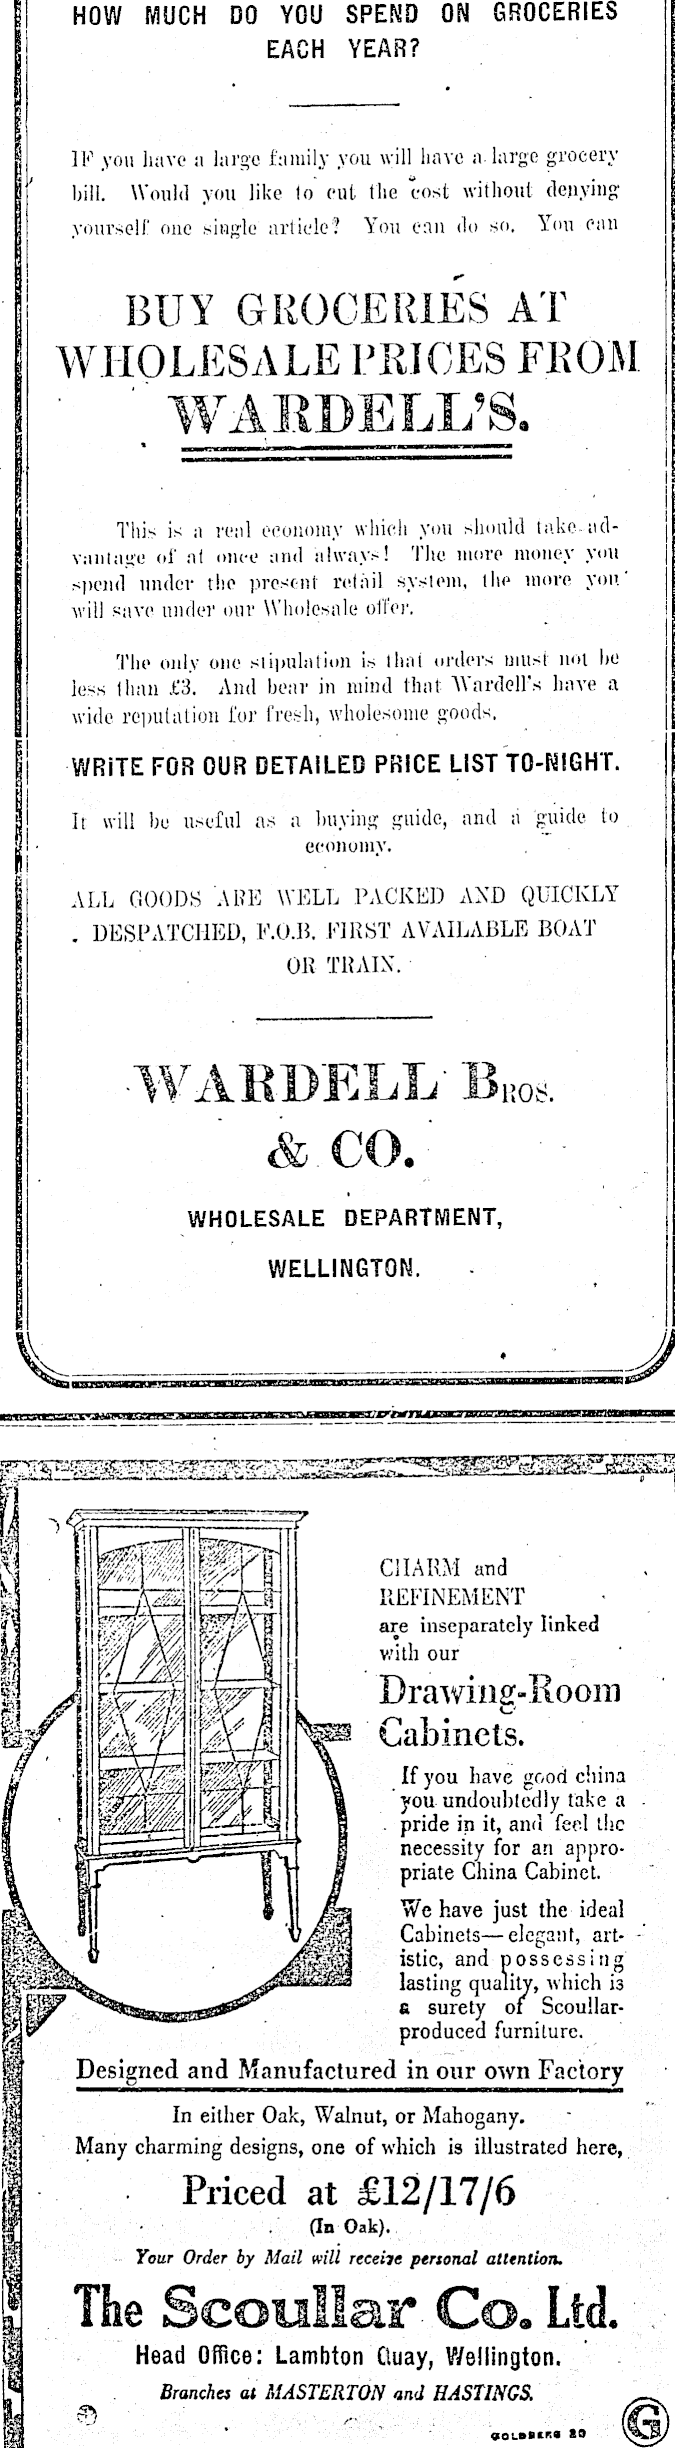 HOW MUCH DO YOU SPEND ON GROCERIES
EACH YEAR?
IF you have a large family you will have a large grocery
bill. Would you like to cut the cost without denying
yourself one single article? You can do so. You can
BUY GROCERIES AT
WHOLESALE PRICES FROM
WARDELL'S.
This is a real economy which you should take ad-
vantage of at once and always! The more money you
spend under the present retail system, the more you
will save under our Wholesale offer.
The only one stipulation is that orders must not be
less than £3. And bear in mind that Wardell's have a
wide reputation for fresh, wholesome goods.
WRITE FOR OUR DETAILED PRICE LIST TO-NIGHT.
It will be useful as a buying guide, and a guide to
economy.
ALL GOODS ARE WELL PACKED AND QUICKLY
DESPATCHED, F.O.B. FIRST AVAILABLE BOAT
OR TRAIN.
WARDELL BROS.
& CO.
WHOLESALE DEPARTMENT,
WELLINGTON.
CHARM and
REFINEMENT
are inseparately linked
with our
Drawing-Room
Cabinets.
If you have good china
you undoubtedly take a
pride in it, and feel the
necessity for an appro-
priate China Cabinet.
We have just the ideal
Cabinets—elegant, art-
istic, and possessing
lasting quality, which is
a surety of Scoullar-
produced furniture.
Designed and Manufactured in our own Factory
In either Oak, Walnut, or Mahogany.
Many charming designs, one of which is illustrated here,
Priced at £12/17/6
(In Oak).
Your Order by Mail will receive personal attention.
The Scoullar Co. Ltd.
Head Office: Lambton Quay, Wellington.
Branches at MASTERTON and HASTINGS.
GOLDBERG 20
G